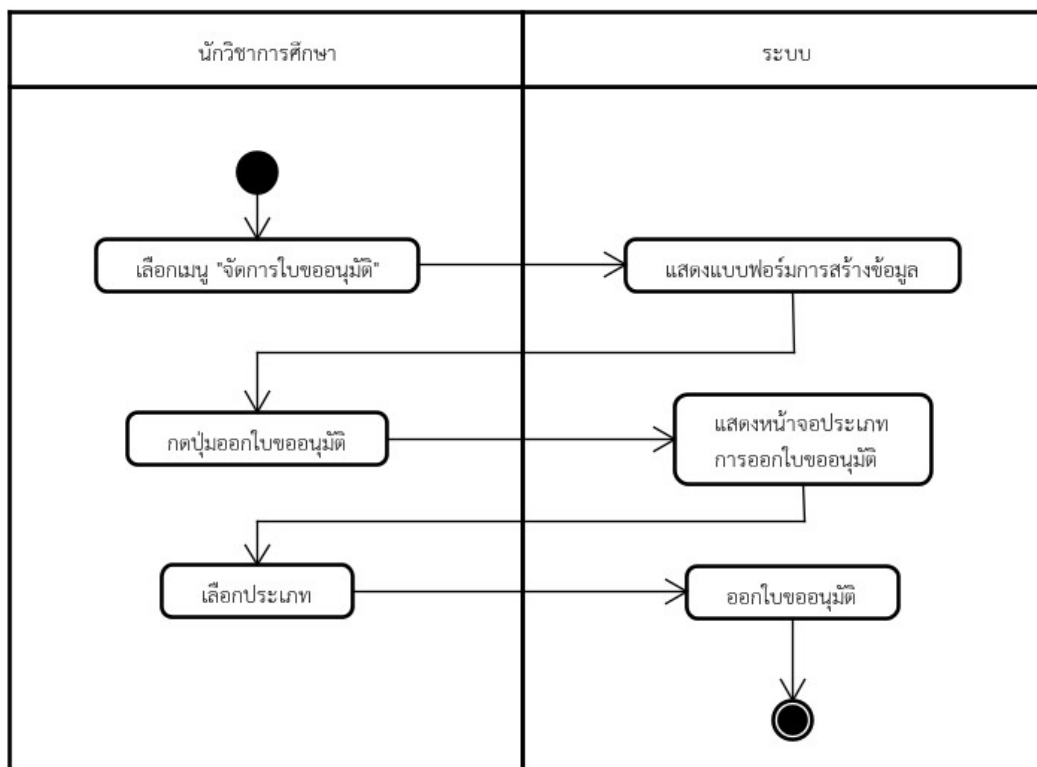 นักวิชาการศึกษา
ระบบ
เลือกเมนู "จัดการใบขออนุมัติ"
แสดงแบบฟอร์มการสร้างข้อมูล
กดปุ่มออกใบขออนุมัติ
แสดงหน้าจอประเภท
การออกใบขออนุมัติ
เลือกประเภท
ออกใบขออนุมัติ